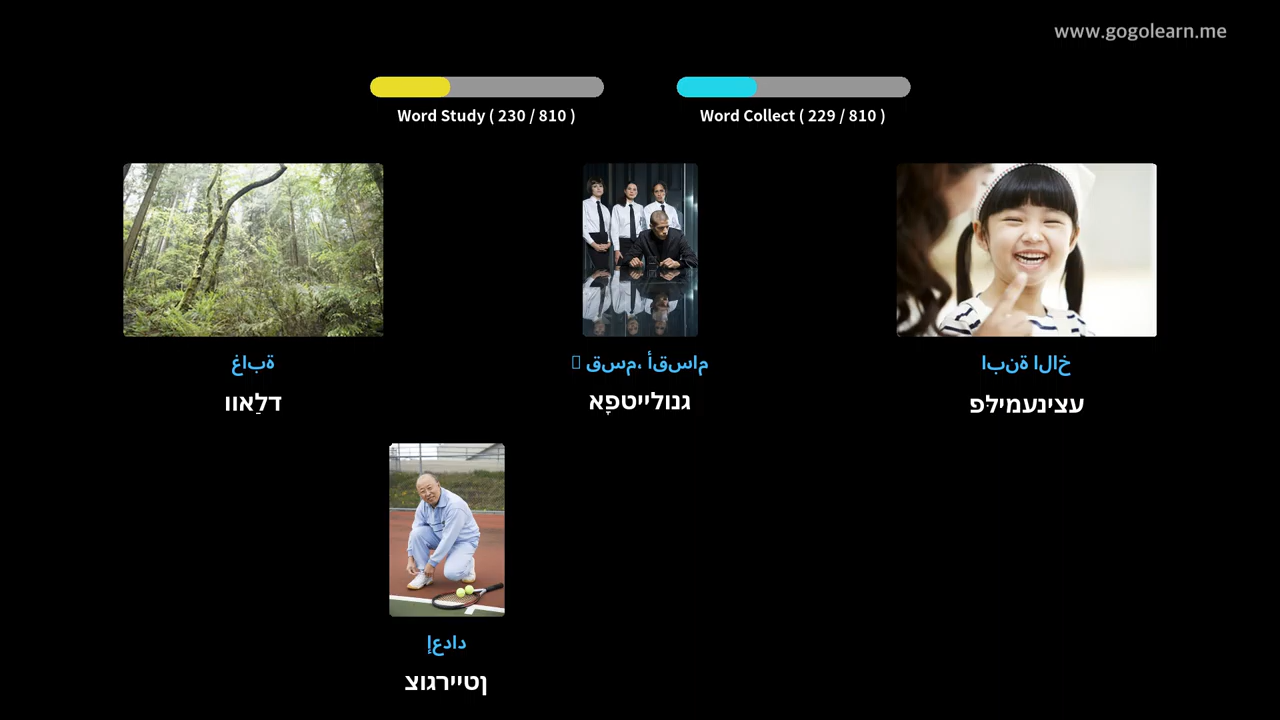 www.gogolearn.me
Word Study ( 230 / 810 )
Word Collect ( 229 / 810 )
ةباغ
דלַאוו
ماسقأ ،مسق
גנולייטפָא
خالا ةنبا
עצינעמילפּ
دادعإ
ןטיירגוצ